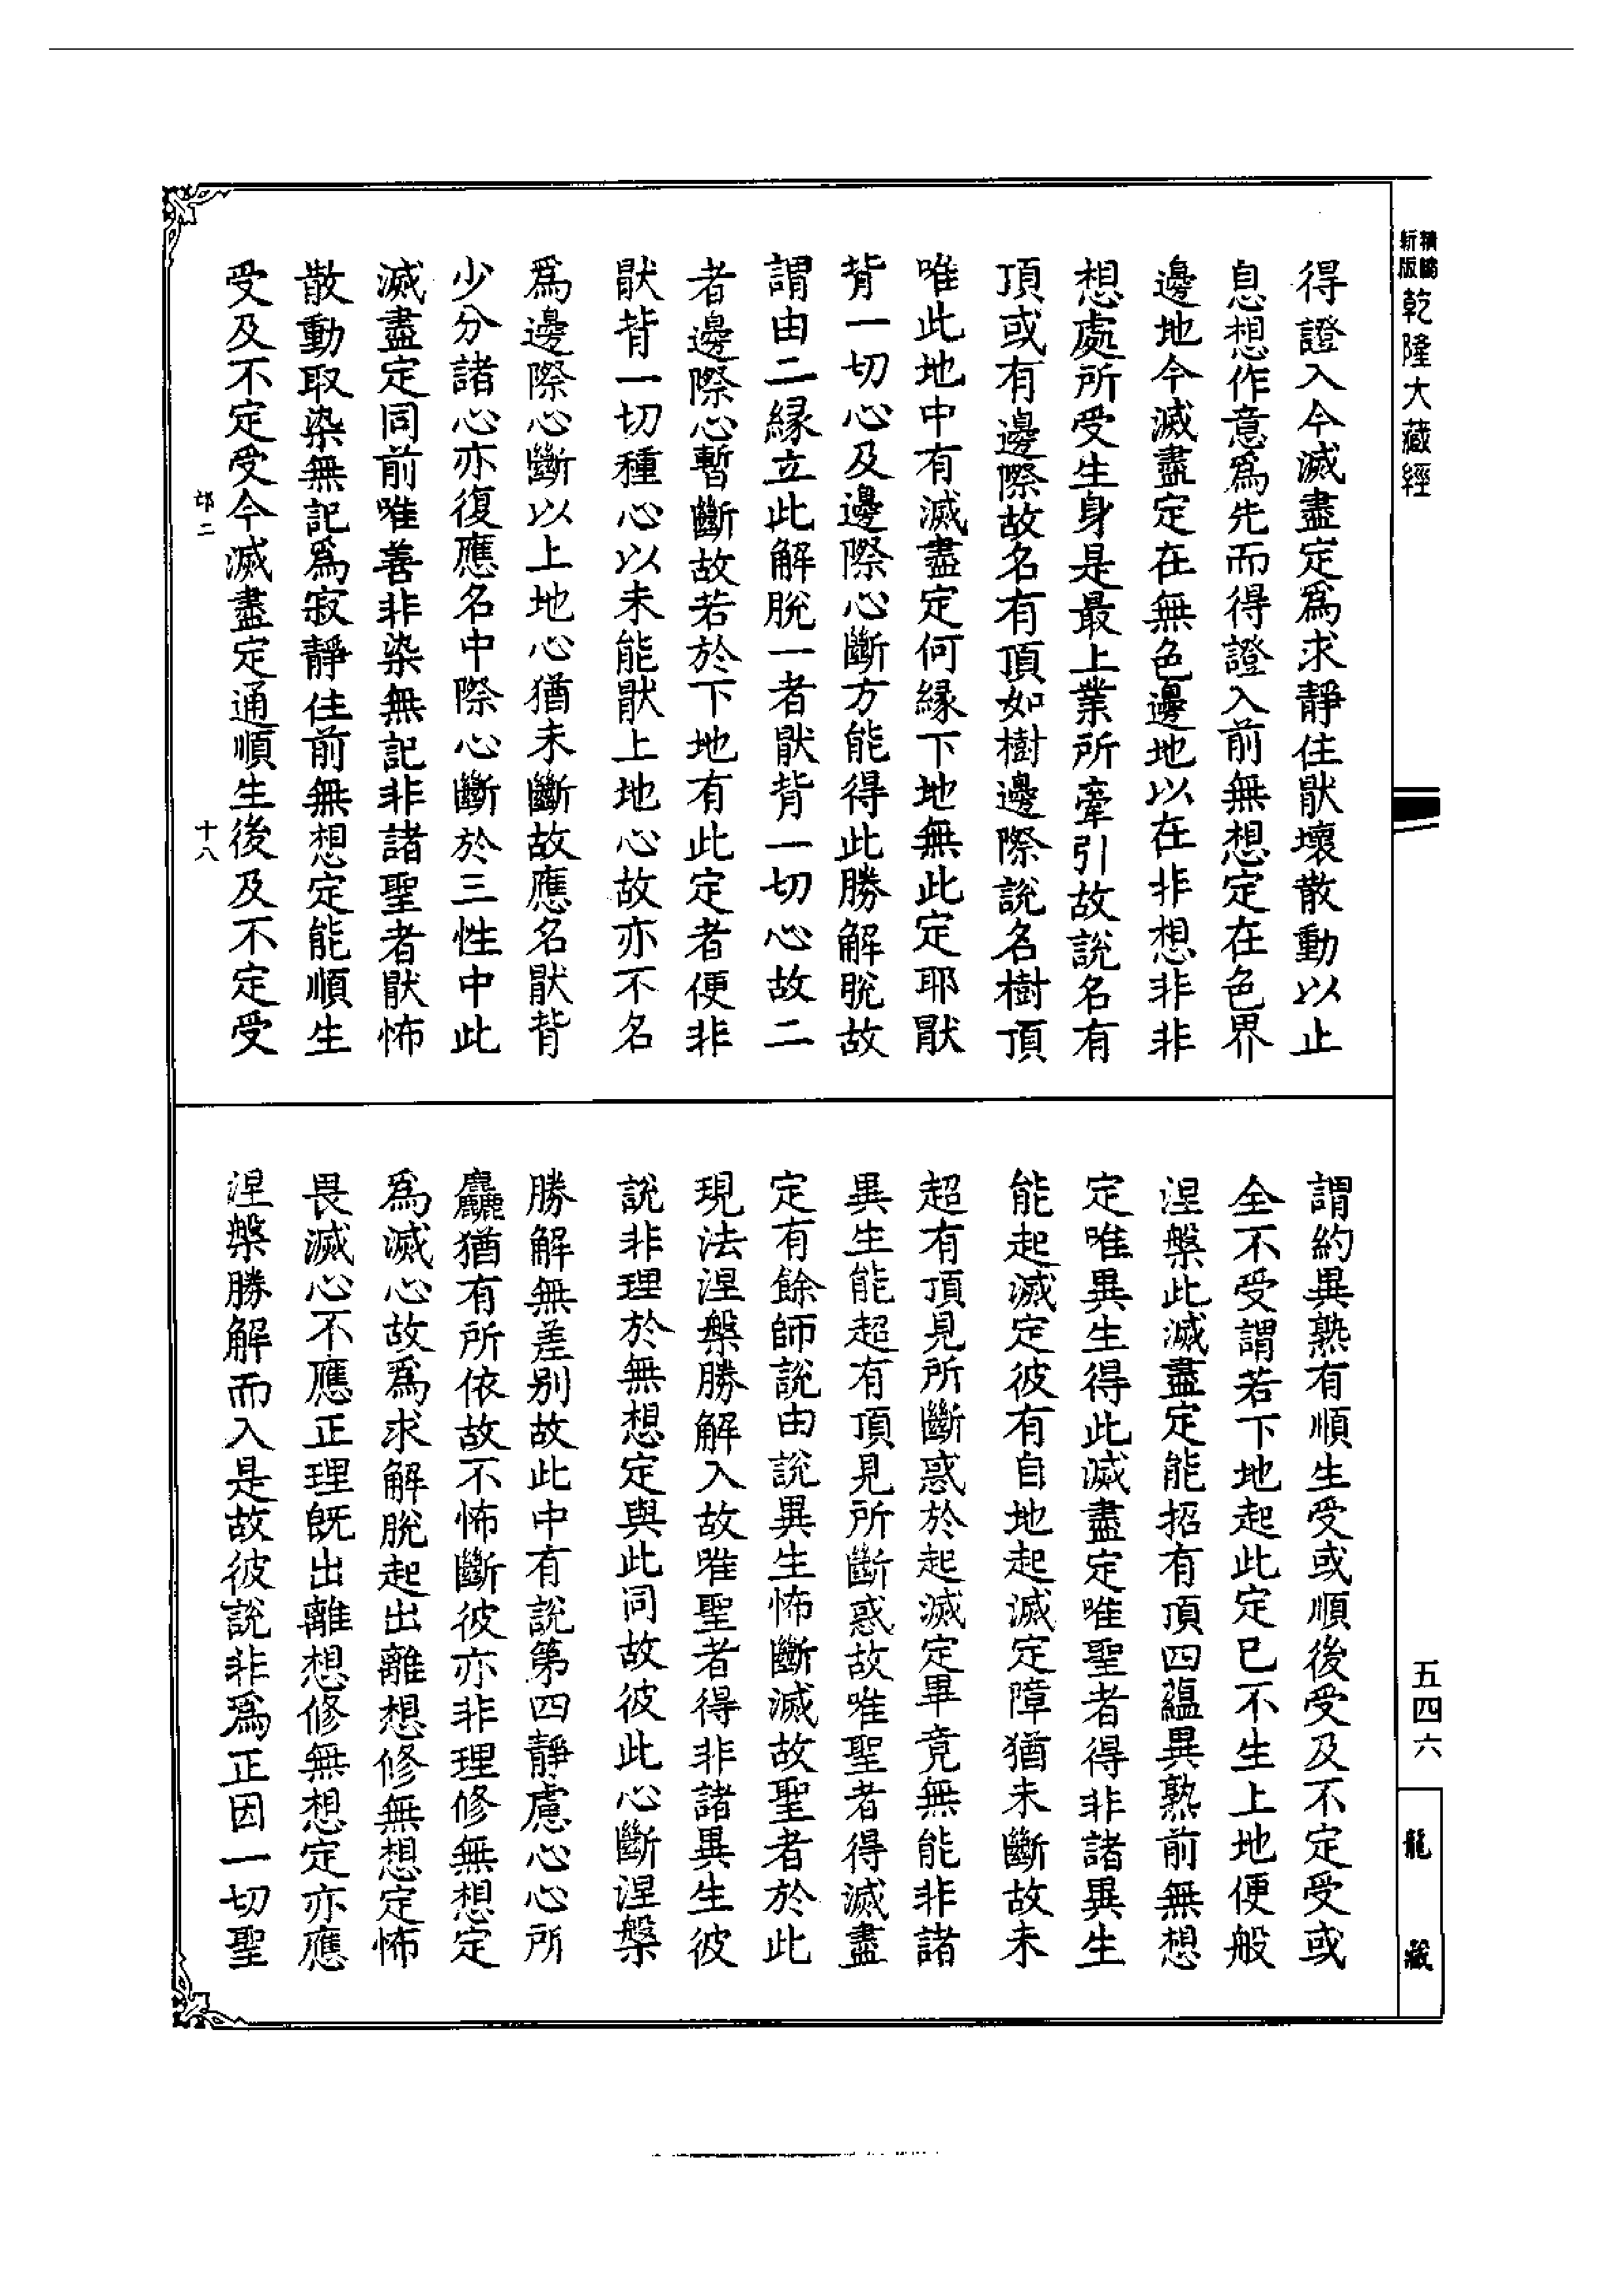 精縮
新版
乾隆大藏經
得證入今滅盡定爲求靜住猒壞散動以止
息想作意爲先而得證入前無想定在色界
邊地今滅盡定在無色邊地以在非想非非
想處所受生身是最上業所牽引故說名有
頂或有邊際故名有頂如樹邊際說名樹頂
唯此地中有滅盡定何緣下地無此定耶猒
背一切心及邊際心斷方能得此勝解脫故
謂由二緣立此解脫一者猒背一切心故二
者邊際心暫斷故若於下地有此定者便非
猒背一切種心以未能猒上地心故亦不名
爲邊際心斷以上地心猶未斷故應名猒背
少分諸心亦復應名中際心斷於三性中此
滅盡定同前唯善非染無記非諸聖者猒怖
散動取染無記爲寂靜住前無想定能順生
受及不定受今滅盡定通順生後及不定受
二
十八
謂約異熟有順生受或順後受及不定受或
全不受謂若下地起此定已不生上地便般
涅槃此滅盡定能招有頂四蘊異熟前無想
定唯異生得此滅盡定唯聖者得非諸異生
能起滅定彼有自地起滅定障猶未斷故未
超有頂見所斷惑於起滅定畢竟無能非諸
異生能超有頂見所斷惑故唯聖者得滅盡
定有餘師說由說異生怖斷滅故聖者於此
現法涅槃勝解入故唯聖者得非諸異生彼
說非理於無想定與此同故彼此心斷涅槃
勝解無差別故此中有說第四靜慮心心所
麤猶有所依故不怖斷彼亦非理修無想定
爲滅心故爲求解脫起出離想修無想定怖
畏滅心不應正理既出離想修無想定亦應
涅槃勝解而入是故彼說非爲正因一切聖
五四六
龍藏